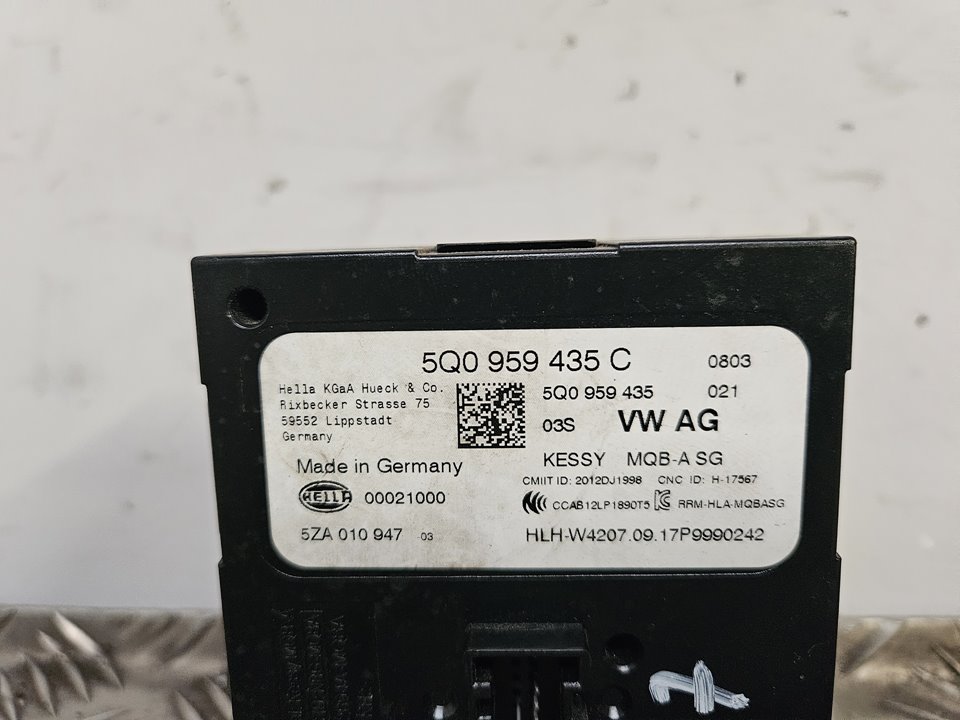 5Q0 959 435 C 0803
Hella KGaA Hueck & Co.
Rixbecker Strasse 75
59552 Lippstadt
Germany
5Q0 959 435 021
03S VW AG
Made in Germany
KESSY MQB-A SG
CMIIT ID: 2012DJ1998 CNC ID: H-17567
HELLA 00021000
CCAB12LP1890T5 RRM-HLA-MQBASG
5ZA 010 947 03
HLH-W4207.09.17P9990242